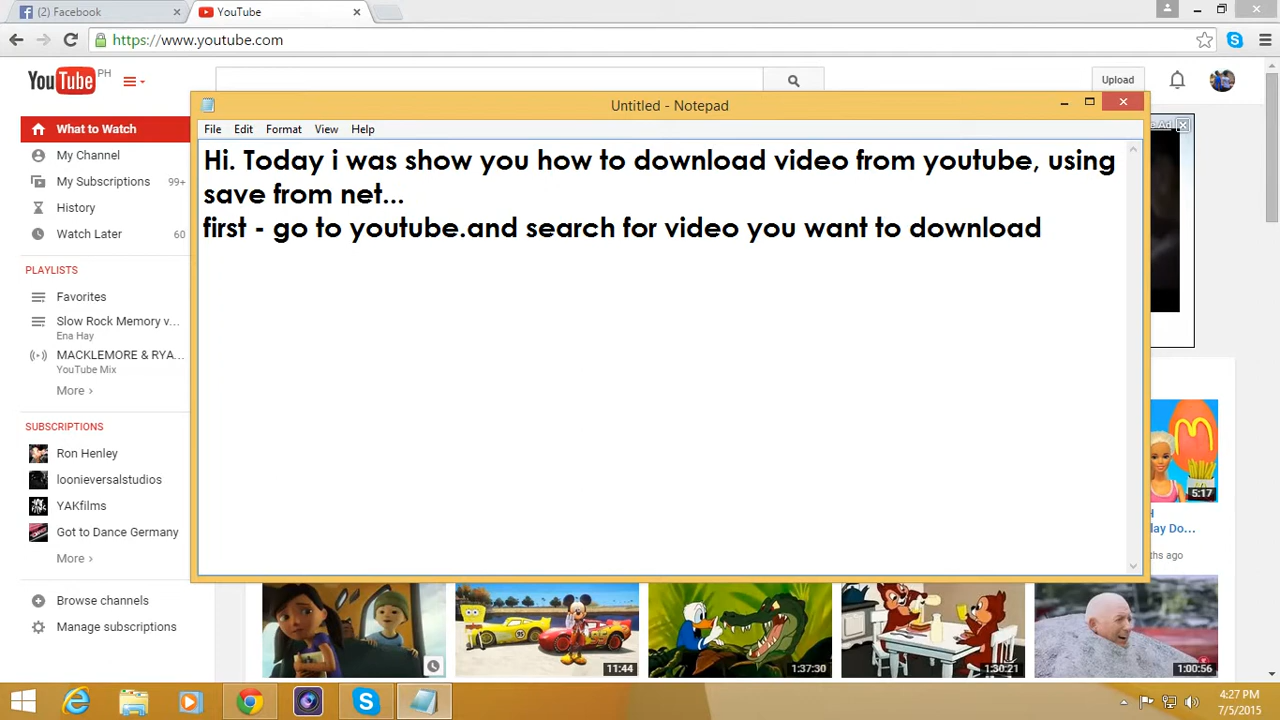 (2) Facebook
YouTube
https://www.youtube.com
YouTube PH
Upload
Untitled - Notepad
File Edit Format View Help
Hi. Today i was show you how to download video from youtube, using
save from net...
first - go to youtube.and search for video you want to download
What to Watch
My Channel
My Subscriptions 99+
History
Watch Later 60
PLAYLISTS
Favorites
Slow Rock Memory v...
Ena Hay
MACKLEMORE & RYA...
YouTube Mix
More ›
SUBSCRIPTIONS
Ron Henley
loonieversalstudios
YAKfilms
Got to Dance Germany
More ›
Browse channels
Manage subscriptions
Ad
5:17
lay Do...
ths ago
11:44
1:37:30
1:30:21
1:00:56
4:27 PM
7/5/2015